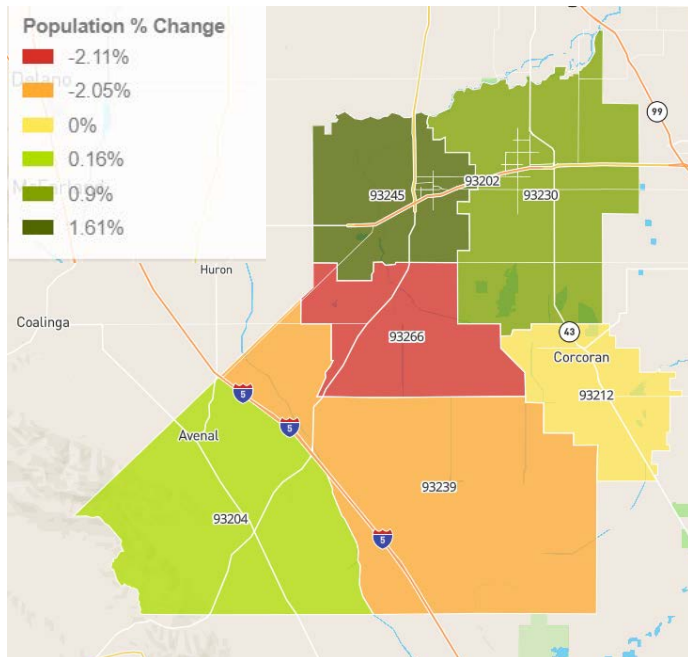 Population % Change
-2.11%
-2.05%
0%
0.16%
0.9%
1.61%
Delano
McFarland
99
93202
93245
93230
Huron
Coalinga
43
93266
Corcoran
5
93212
5
Avenal
93239
93204
5